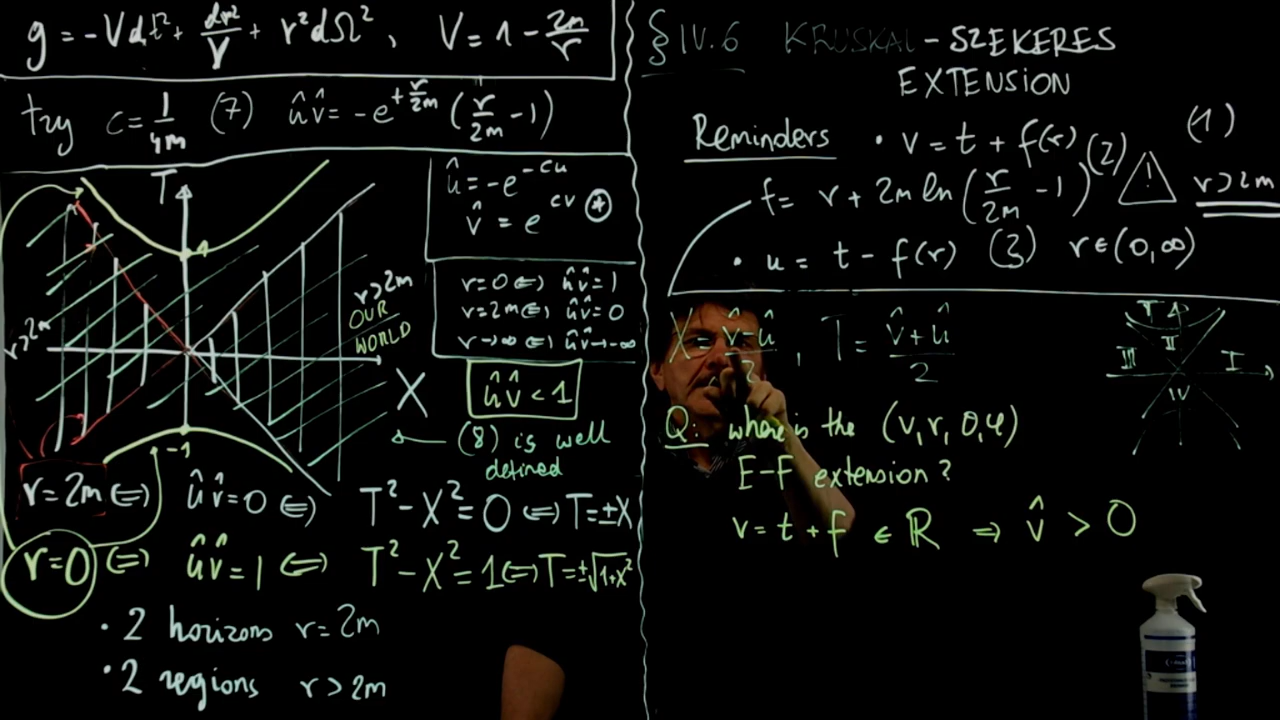 g = -Vdt² + dr²/V + r²dΩ², V = 1 - 2m/r
try c = 1/4m (7) ûv̂ = -e^{+r/2m} (r/2m - 1)
T
1
r>2m
r>2m
OUR
WORLD
X
-1
û = -e^{-cu}
v̂ = e^{cv} ⊛
r=0 ⇔ ûv̂=1
r=2m ⇔ ûv̂=0
r→∞ ⇔ ûv̂→-∞
ûv̂ < 1
← (8) is well
defined
r=2m ⇔ ûv̂=0 ⇔ T²-X²=0 ⇔ T=±X
r=0 ⇔ ûv̂=1 ⇔ T²-X²=1 ⇔ T=±√1+X²
• 2 horizons r=2m
• 2 regions r>2m
§ IV.6 KRUSKAL-SZEKERES
EXTENSION
Reminders • v = t + f(r) (1)
f = r + 2m ln (r/2m - 1) (2) ! r>2m
• u = t - f(r) (3) r∈(0,∞)
X = v̂-û/2, T = v̂+û/2
T
III II I
IV
Q: where is the (v,r,θ,φ)
E-F extension?
v = t + f ∈ ℝ ⇒ v̂ > 0